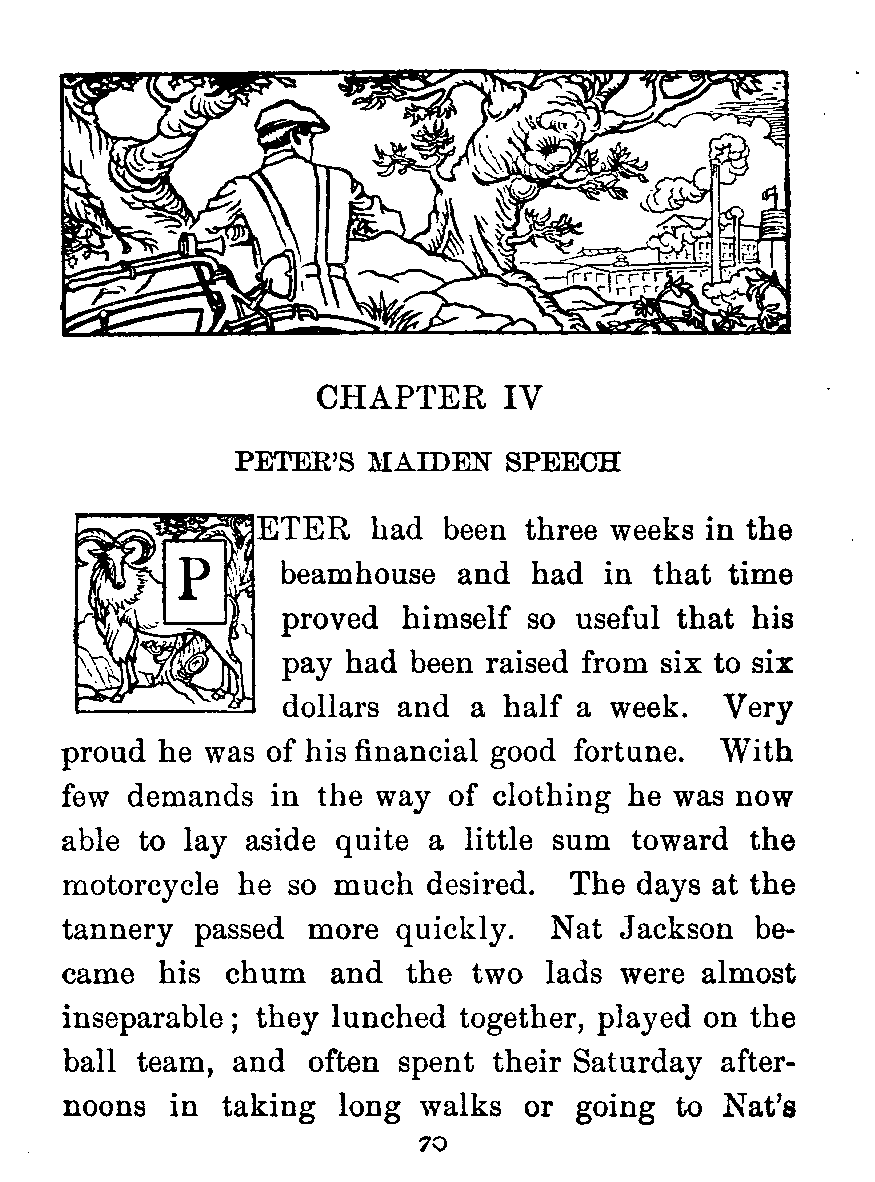 CHAPTER IV
PETER'S MAIDEN SPEECH
PETER had been three weeks in the
beamhouse and had in that time
proved himself so useful that his
pay had been raised from six to six
dollars and a half a week. Very
proud he was of his financial good fortune. With
few demands in the way of clothing he was now
able to lay aside quite a little sum toward the
motorcycle he so much desired. The days at the
tannery passed more quickly. Nat Jackson be-
came his chum and the two lads were almost
inseparable; they lunched together, played on the
ball team, and often spent their Saturday after-
noons in taking long walks or going to Nat's
70